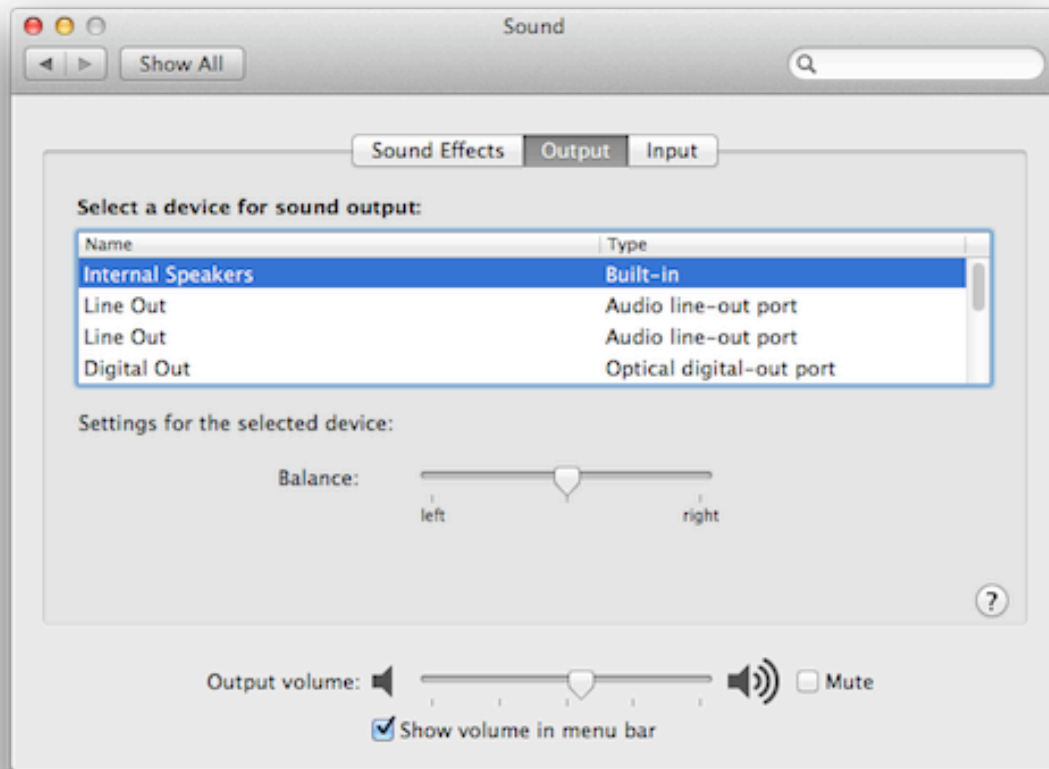 Sound
Show All
Sound Effects Output Input
Select a device for sound output:
Name Type
Internal Speakers Built-in
Line Out Audio line-out port
Line Out Audio line-out port
Digital Out Optical digital-out port
Settings for the selected device:
Balance:
left right
?
Output volume: Mute
Show volume in menu bar